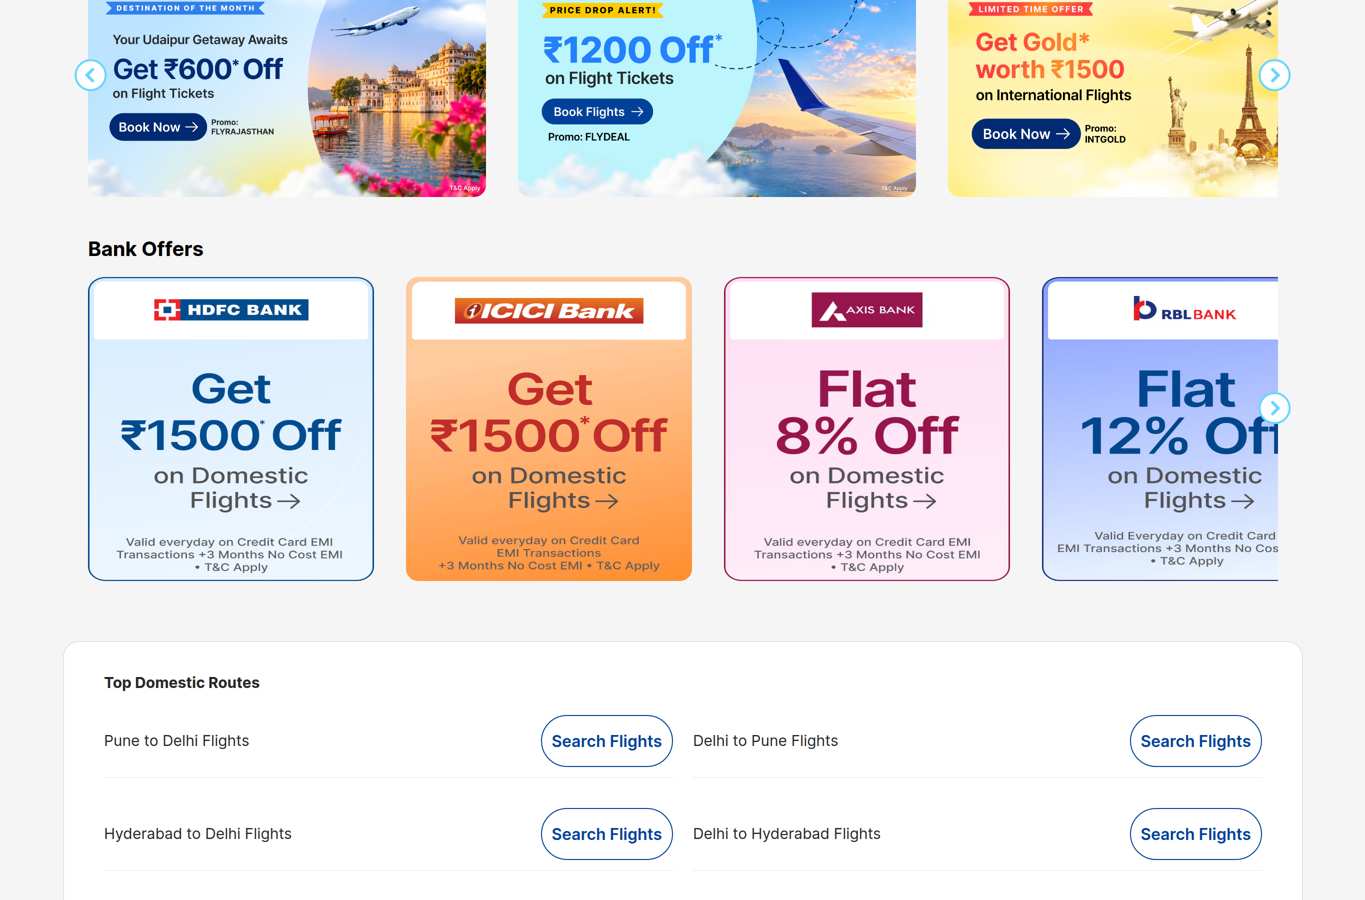 DESTINATION OF THE MONTH
Your Udaipur Getaway Awaits
Get ₹600* Off
on Flight Tickets
Book Now →
Promo:
FLYRAJASTHAN
T&C Apply
PRICE DROP ALERT!
₹1200 Off*
on Flight Tickets
Book Flights →
Promo: FLYDEAL
T&C Apply
LIMITED TIME OFFER
Get Gold*
worth ₹1500
on International Flights
Book Now →
Promo:
INTGOLD
Bank Offers
HDFC BANK
Get
₹1500* Off
on Domestic
Flights →
Valid everyday on Credit Card EMI
Transactions +3 Months No Cost EMI
• T&C Apply
ICICI Bank
Get
₹1500* Off
on Domestic
Flights →
Valid everyday on Credit Card
EMI Transactions
+3 Months No Cost EMI • T&C Apply
AXIS BANK
Flat
8% Off
on Domestic
Flights →
Valid everyday on Credit Card EMI
Transactions +3 Months No Cost EMI
• T&C Apply
RBL BANK
Flat
12% Off
on Domestic
Flights →
Valid Everyday on Credit Card
EMI Transactions +3 Months No Cos
• T&C Apply
Top Domestic Routes
Pune to Delhi Flights
Search Flights
Delhi to Pune Flights
Search Flights
Hyderabad to Delhi Flights
Search Flights
Delhi to Hyderabad Flights
Search Flights